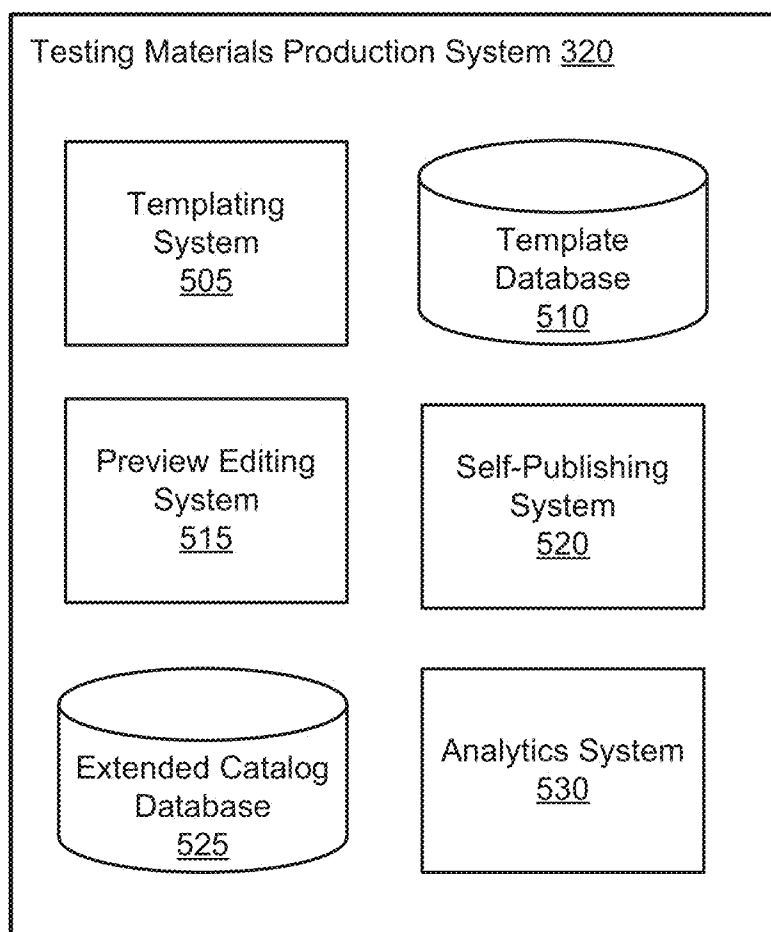 Testing Materials Production System 320
Templating
System
505
Template
Database
510
Preview Editing
System
515
Self-Publishing
System
520
Extended Catalog
Database
525
Analytics System
530